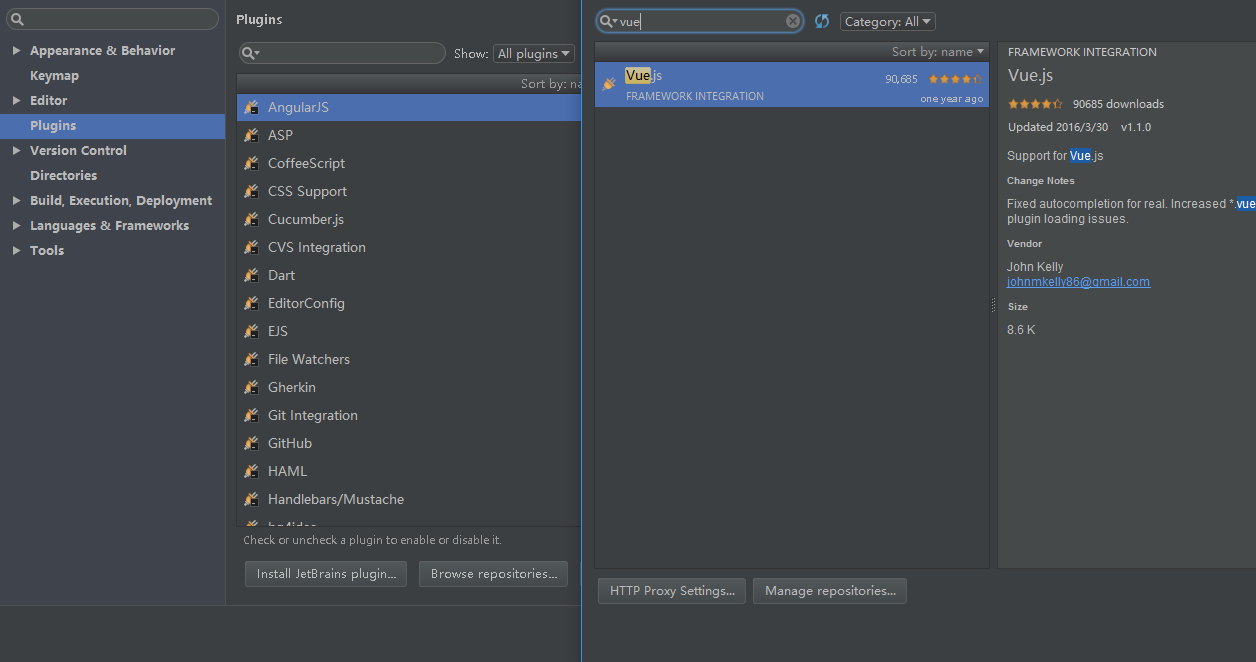 Appearance & Behavior
Keymap
Editor
Plugins
Version Control
Directories
Build, Execution, Deployment
Languages & Frameworks
Tools
Plugins
Show: All plugins
Sort by:
AngularJS
ASP
CoffeeScript
CSS Support
Cucumber.js
CVS Integration
Dart
EditorConfig
EJS
File Watchers
Gherkin
Git Integration
GitHub
HAML
Handlebars/Mustache
Check or uncheck a plugin to enable or disable it.
Install JetBrains plugin...
Browse repositories...
vue
Category: All
Sort by: name
Vue.js
90,685
FRAMEWORK INTEGRATION
one year ago
HTTP Proxy Settings...
Manage repositories...
FRAMEWORK INTEGRATION
Vue.js
90685 downloads
Updated 2016/3/30 v1.1.0
Support for Vue.js
Change Notes
Fixed autocompletion for real. Increased *.vue
plugin loading issues.
Vendor
John Kelly
johnmkelly86@gmail.com
Size
8.6 K